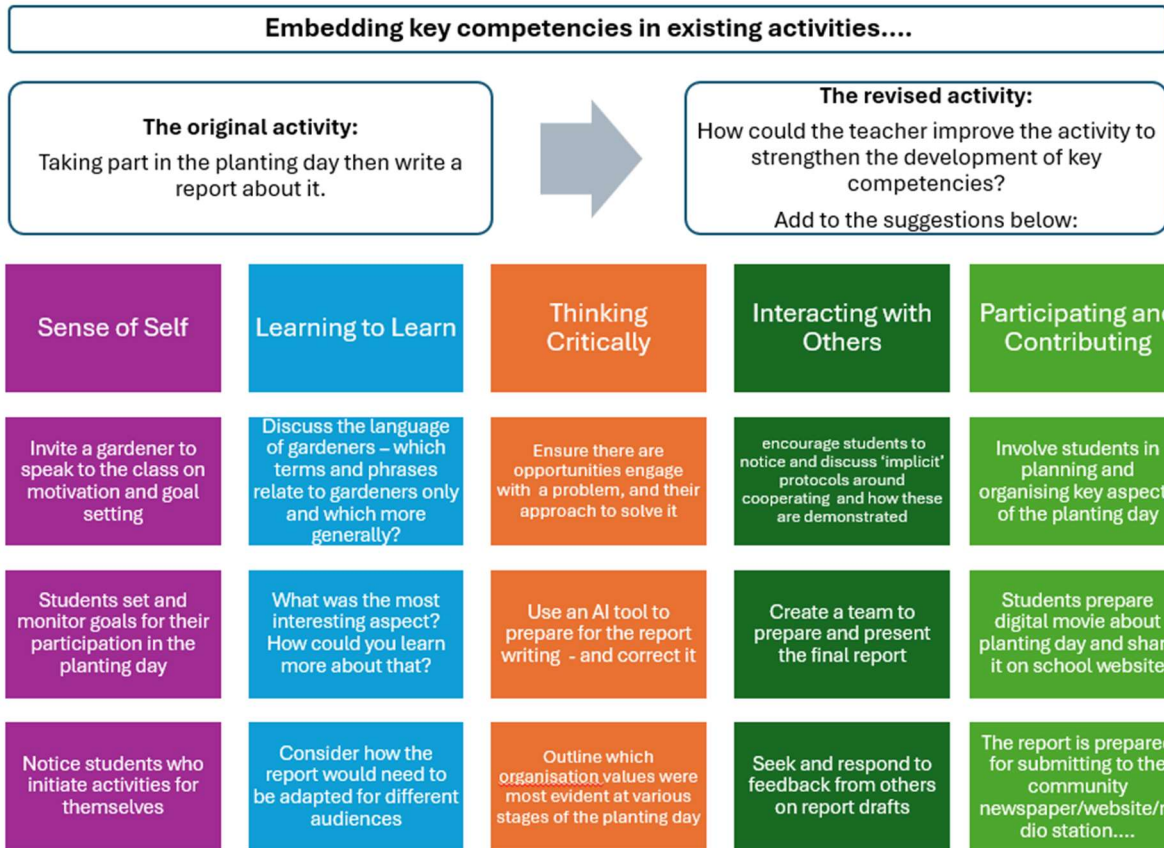 Embedding key competencies in existing activities....
The original activity:
Taking part in the planting day then write a
report about it.
The revised activity:
How could the teacher improve the activity to
strengthen the development of key
competencies?
Add to the suggestions below:
Sense of Self
Learning to Learn
Thinking
Critically
Interacting with
Others
Participating and
Contributing
Invite a gardener to
speak to the class on
motivation and goal
setting
Discuss the language
of gardeners – which
terms and phrases
relate to gardeners only
and which more
generally?
Ensure there are
opportunities engage
with a problem, and their
approach to solve it
encourage students to
notice and discuss ‘implicit’
protocols around
cooperating and how these
are demonstrated
Involve students in
planning and
organising key aspect
of the planting day
Students set and
monitor goals for their
participation in the
planting day
What was the most
interesting aspect?
How could you learn
more about that?
Use an AI tool to
prepare for the report
writing - and correct it
Create a team to
prepare and present
the final report
Students prepare
digital movie about
planting day and shar
it on school website
Notice students who
initiate activities for
themselves
Consider how the
report would need to
be adapted for different
audiences
Outline which
organisation values were
most evident at various
stages of the planting day
Seek and respond to
feedback from others
on report drafts
The report is prepared
for submitting to the
community
newspaper/website/r
dio station....